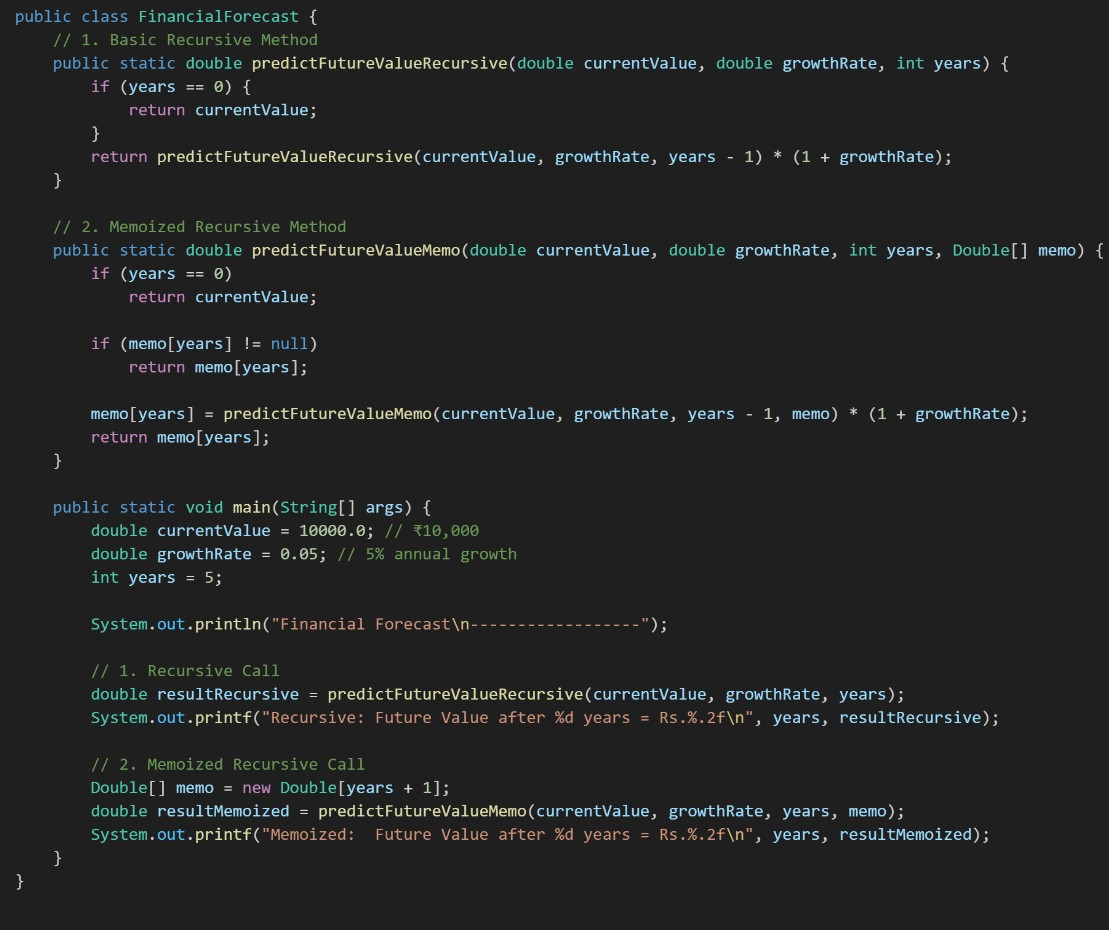 public class FinancialForecast {
    // 1. Basic Recursive Method
    public static double predictFutureValueRecursive(double currentValue, double growthRate, int years) {
        if (years == 0) {
            return currentValue;
        }
        return predictFutureValueRecursive(currentValue, growthRate, years - 1) * (1 + growthRate);
    }

    // 2. Memoized Recursive Method
    public static double predictFutureValueMemo(double currentValue, double growthRate, int years, Double[] memo) {
        if (years == 0)
            return currentValue;

        if (memo[years] != null)
            return memo[years];

        memo[years] = predictFutureValueMemo(currentValue, growthRate, years - 1, memo) * (1 + growthRate);
        return memo[years];
    }

    public static void main(String[] args) {
        double currentValue = 10000.0; // ₹10,000
        double growthRate = 0.05; // 5% annual growth
        int years = 5;

        System.out.println("Financial Forecast\n------------------");

        // 1. Recursive Call
        double resultRecursive = predictFutureValueRecursive(currentValue, growthRate, years);
        System.out.printf("Recursive: Future Value after %d years = Rs.%.2f\n", years, resultRecursive);

        // 2. Memoized Recursive Call
        Double[] memo = new Double[years + 1];
        double resultMemoized = predictFutureValueMemo(currentValue, growthRate, years, memo);
        System.out.printf("Memoized:  Future Value after %d years = Rs.%.2f\n", years, resultMemoized);
    }
}